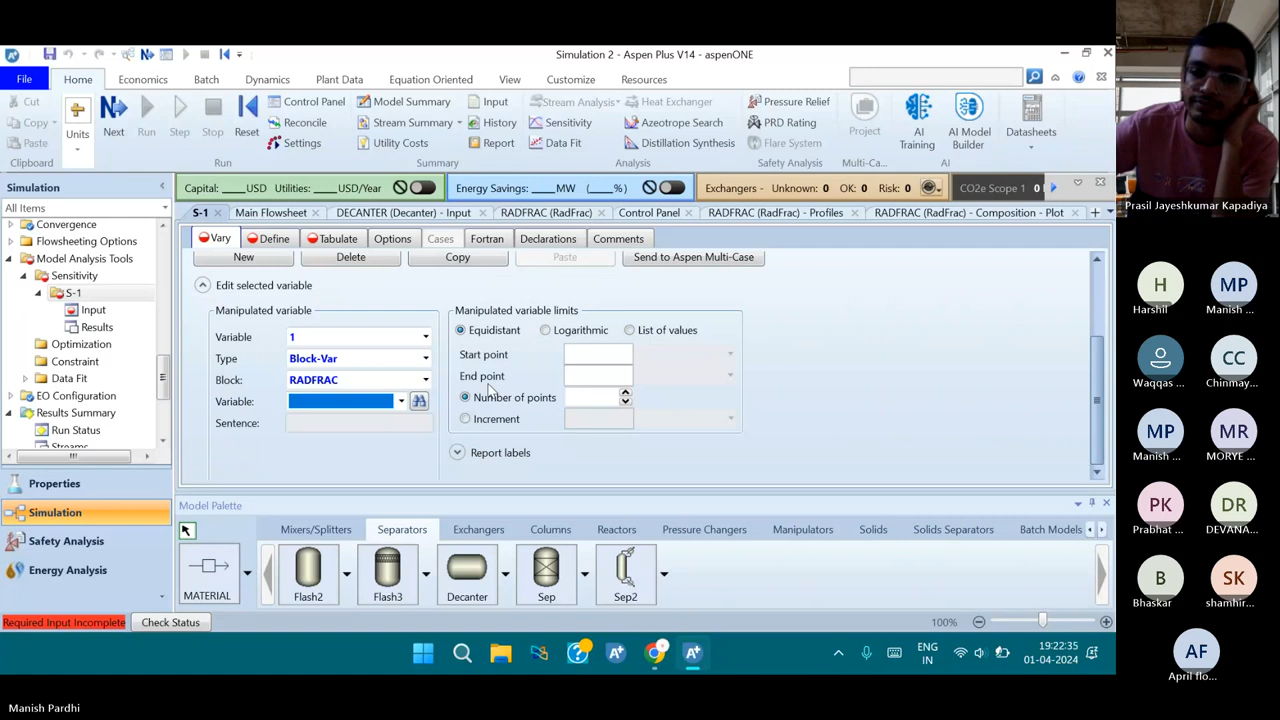 Simulation 2 - Aspen Plus V14 - aspenONE
File Home Economics Batch Dynamics Plant Data Equation Oriented View Customize Resources
Cut
Copy
Paste
Clipboard
Units
Next Run Step Stop Reset
Control Panel
Reconcile
Settings
Run
Model Summary Input
Stream Summary History
Utility Costs Report
Summary
Stream Analysis Heat Exchanger
Sensitivity Azeotrope Search
Data Fit Distillation Synthesis
Analysis
Pressure Relief
PRD Rating
Flare System
Safety Analysis
Project
Multi-Ca...
AI Training
AI Model Builder
AI
Datasheets
Simulation
All Items
Capital: ____USD Utilities: ____USD/Year
Energy Savings: ____MW (____%)
Exchangers - Unknown: 0 OK: 0 Risk: 0
CO2e Scope 1 0
S-1 Main Flowsheet DECANTER (Decanter) - Input RADFRAC (RadFrac) Control Panel RADFRAC (RadFrac) - Profiles RADFRAC (RadFrac) - Composition - Plot
Vary Define Tabulate Options Cases Fortran Declarations Comments
New Delete Copy Paste Send to Aspen Multi-Case
Edit selected variable
Manipulated variable
Variable 1
Type Block-Var
Block: RADFRAC
Variable:
Sentence:
Manipulated variable limits
Equidistant Logarithmic List of values
Start point
End point
Number of points
Increment
Report labels
Convergence
Flowsheeting Options
Model Analysis Tools
Sensitivity
S-1
Input
Results
Optimization
Constraint
Data Fit
EO Configuration
Results Summary
Run Status
Streams
Properties
Simulation
Safety Analysis
Energy Analysis
Model Palette
Mixers/Splitters Separators Exchangers Columns Reactors Pressure Changers Manipulators Solids Solids Separators Batch Models
MATERIAL Flash2 Flash3 Decanter Sep Sep2
Required Input Incomplete Check Status
100%
ENG
IN
19:22:35
01-04-2024
Manish Pardhi
Prasil Jayeshkumar Kapadiya
H
Harshil
MP
Manish ...
Waqqas ...
CC
Chinmay...
MP
Manish ...
MR
MORYE ...
PK
Prabhat ...
DR
DEVANA...
B
Bhaskar
SK
shamhir...
AF
April flo...